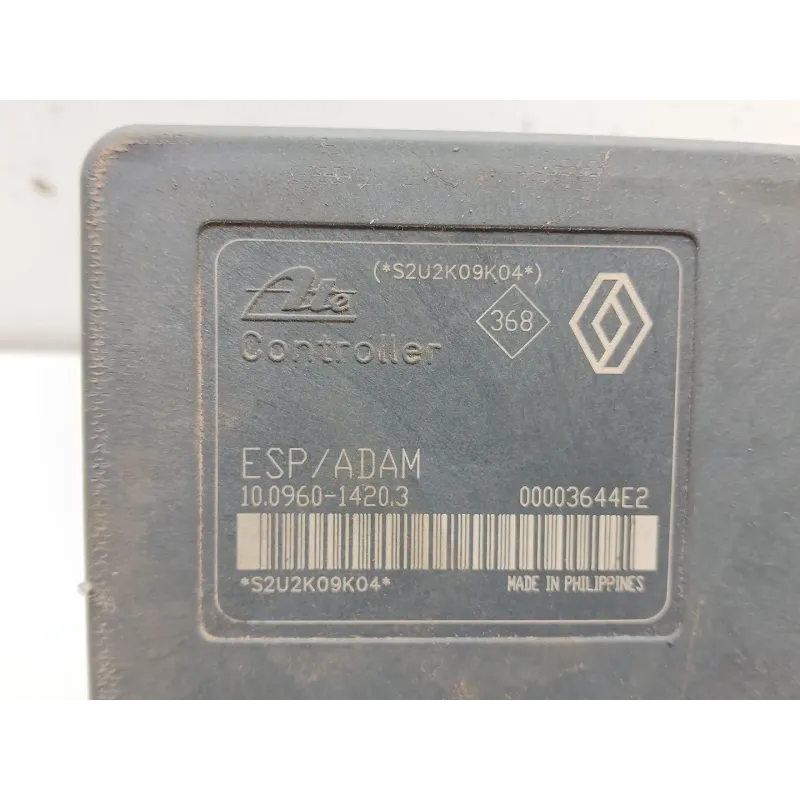 (*S2U2K09K04*)
Ate
368
Controller
ESP/ADAM
10.0960-1420.3 00003644E2
*S2U2K09K04* MADE IN PHILIPPINES